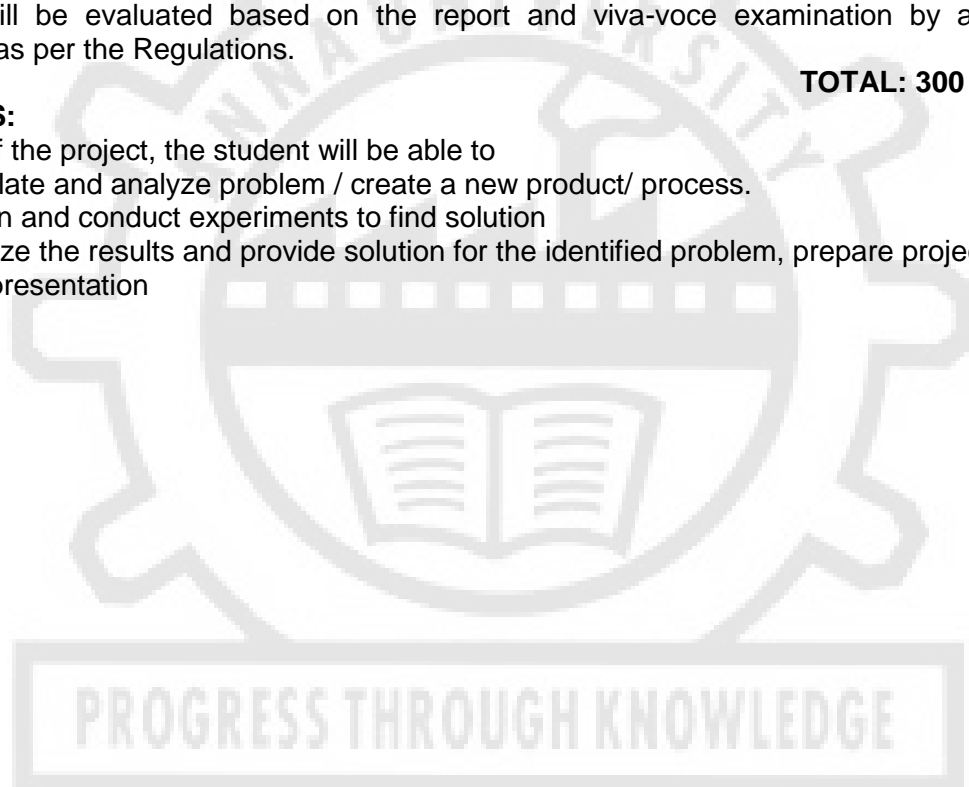 ill be evaluated based on the report and viva-voce examination by a
as per the Regulations.
TOTAL: 300
S:
f the project, the student will be able to
late and analyze problem / create a new product/ process.
n and conduct experiments to find solution
ze the results and provide solution for the identified problem, prepare projec
presentation
PROGRESS THROUGH KNOWLEDGE